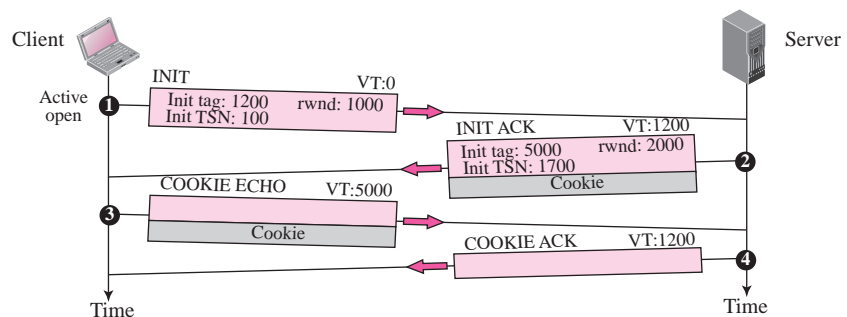 Client
Server
INIT
VT:0
Active
open
1
Init tag: 1200
rwnd: 1000
Init TSN: 100
INIT ACK
VT:1200
Init tag: 5000
rwnd: 2000
Init TSN: 1700
Cookie
2
COOKIE ECHO
VT:5000
3
Cookie
COOKIE ACK
VT:1200
4
Time
Time